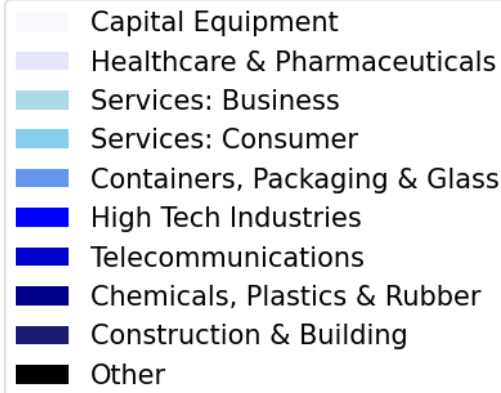 Capital Equipment
Healthcare & Pharmaceuticals
Services: Business
Services: Consumer
Containers, Packaging & Glass
High Tech Industries
Telecommunications
Chemicals, Plastics & Rubber
Construction & Building
Other